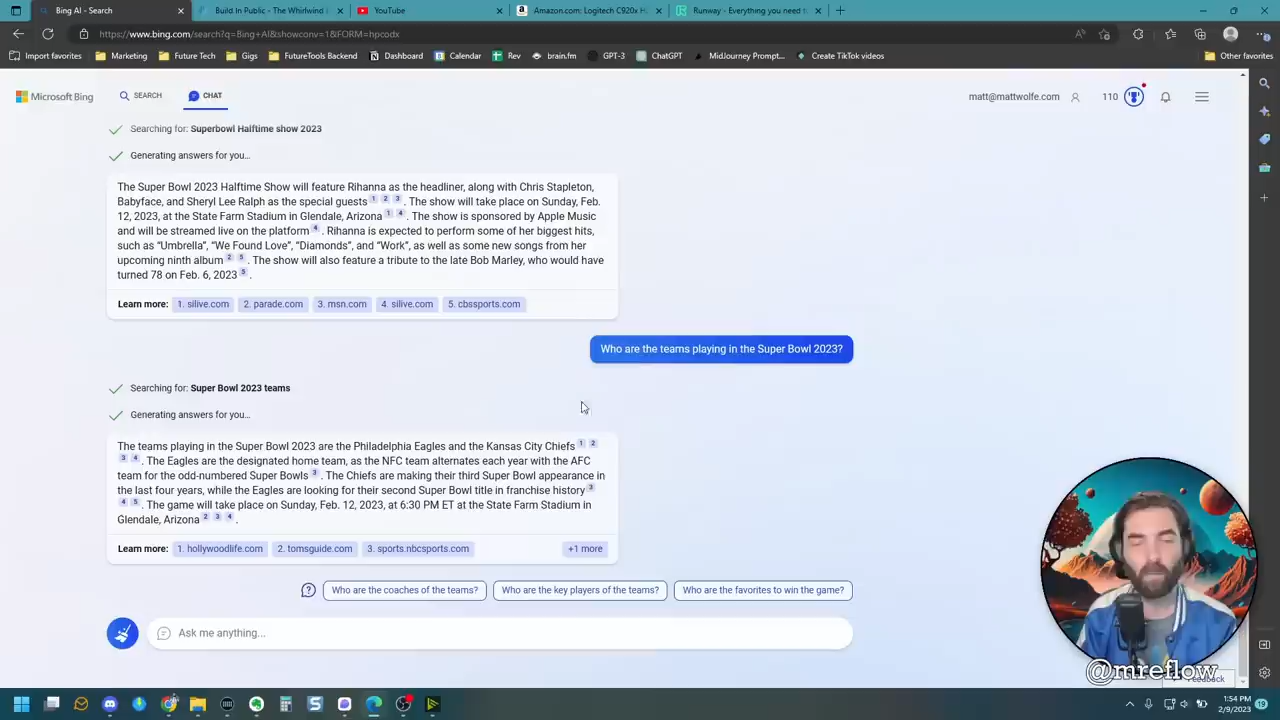 Bing AI - Search
Build In Public - The Whirlwind
YouTube
Amazon.com: Logitech C920x H
Runway - Everything you need t
https://www.bing.com/search?q=Bing+AI&showconv=1&FORM=hpcodx
Import favorites
Marketing
Future Tech
Gigs
FutureTools Backend
Dashboard
Calendar
Rev
brain.fm
GPT-3
ChatGPT
MidJourney Prompt...
Create TikTok videos
Other favorites
Microsoft Bing
SEARCH
CHAT
matt@mattwolfe.com
110
Searching for: Superbowl Halftime show 2023
Generating answers for you...
The Super Bowl 2023 Halftime Show will feature Rihanna as the headliner, along with Chris Stapleton,
Babyface, and Sheryl Lee Ralph as the special guests 1 2 3 . The show will take place on Sunday, Feb.
12, 2023, at the State Farm Stadium in Glendale, Arizona 1 4 . The show is sponsored by Apple Music
and will be streamed live on the platform 4 . Rihanna is expected to perform some of her biggest hits,
such as “Umbrella”, “We Found Love”, “Diamonds”, and “Work”, as well as some new songs from her
upcoming ninth album 2 5 . The show will also feature a tribute to the late Bob Marley, who would have
turned 78 on Feb. 6, 2023 5 .
Learn more: 1. silive.com 2. parade.com 3. msn.com 4. silive.com 5. cbssports.com
Who are the teams playing in the Super Bowl 2023?
Searching for: Super Bowl 2023 teams
Generating answers for you...
The teams playing in the Super Bowl 2023 are the Philadelphia Eagles and the Kansas City Chiefs 1 2
3 4 . The Eagles are the designated home team, as the NFC team alternates each year with the AFC
team for the odd-numbered Super Bowls 3 . The Chiefs are making their third Super Bowl appearance in
the last four years, while the Eagles are looking for their second Super Bowl title in franchise history 3
4 5 . The game will take place on Sunday, Feb. 12, 2023, at 6:30 PM ET at the State Farm Stadium in
Glendale, Arizona 2 3 4 .
Learn more: 1. hollywoodlife.com 2. tomsguide.com 3. sports.nbcsports.com +1 more
Who are the coaches of the teams?
Who are the key players of the teams?
Who are the favorites to win the game?
Ask me anything...
@mreflow
Feedback
1:54 PM
2/9/2023
19